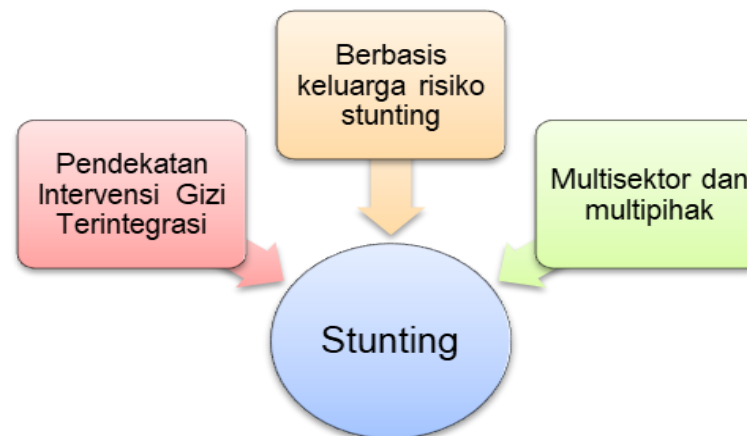 Berbasis
keluarga risiko
stunting
Pendekatan
Intervensi Gizi
Terintegrasi
Multisektor dan
multipihak
Stunting